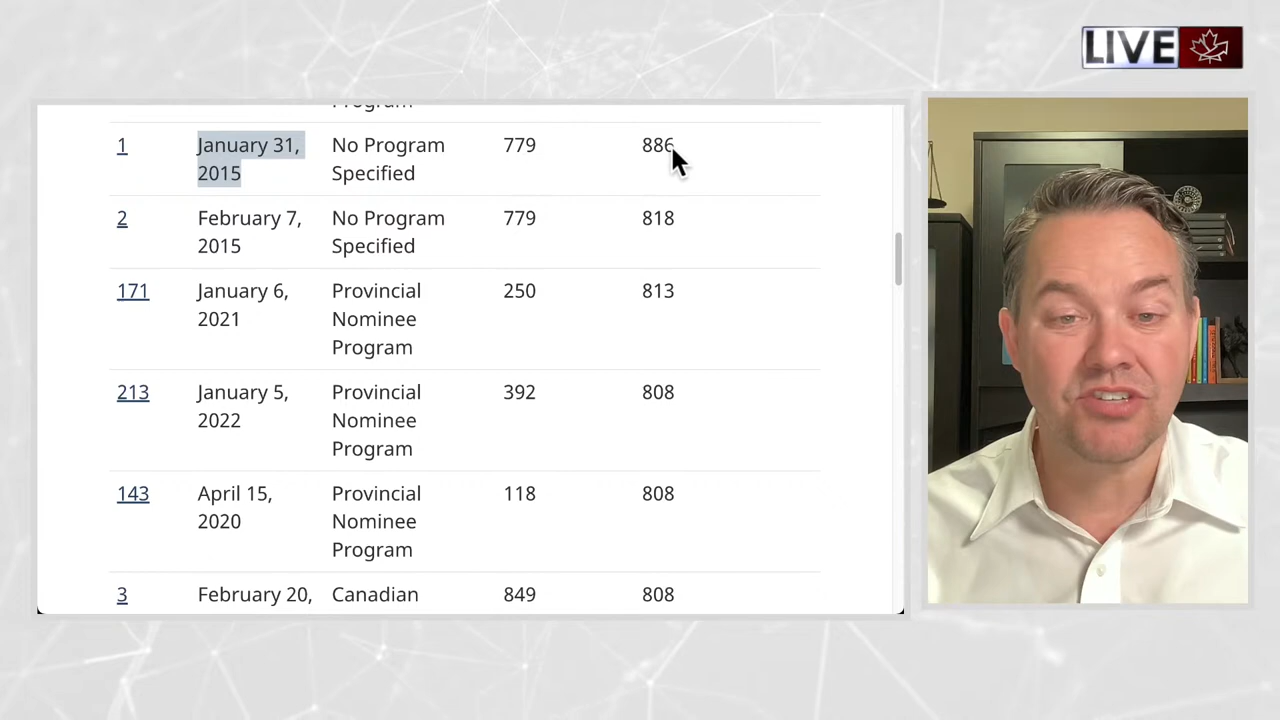 LIVE
Program
1 January 31, No Program 779 886
2015 Specified
2 February 7, No Program 779 818
2015 Specified
171 January 6, Provincial 250 813
2021 Nominee
Program
213 January 5, Provincial 392 808
2022 Nominee
Program
143 April 15, Provincial 118 808
2020 Nominee
Program
3 February 20, Canadian 849 808